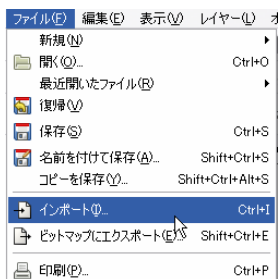 ファイル(F) 編集(E) 表示(V) レイヤー(L)
新規(N)
開く(O)... Ctrl+O
最近開いたファイル(R)
復帰(V)
保存(S) Ctrl+S
名前を付けて保存(A)... Shift+Ctrl+S
コピーを保存(Y)... Shift+Ctrl+Alt+S
インポート(I)... Ctrl+I
ビットマップにエクスポート(E)... Shift+Ctrl+E
印刷(P)... Ctrl+P